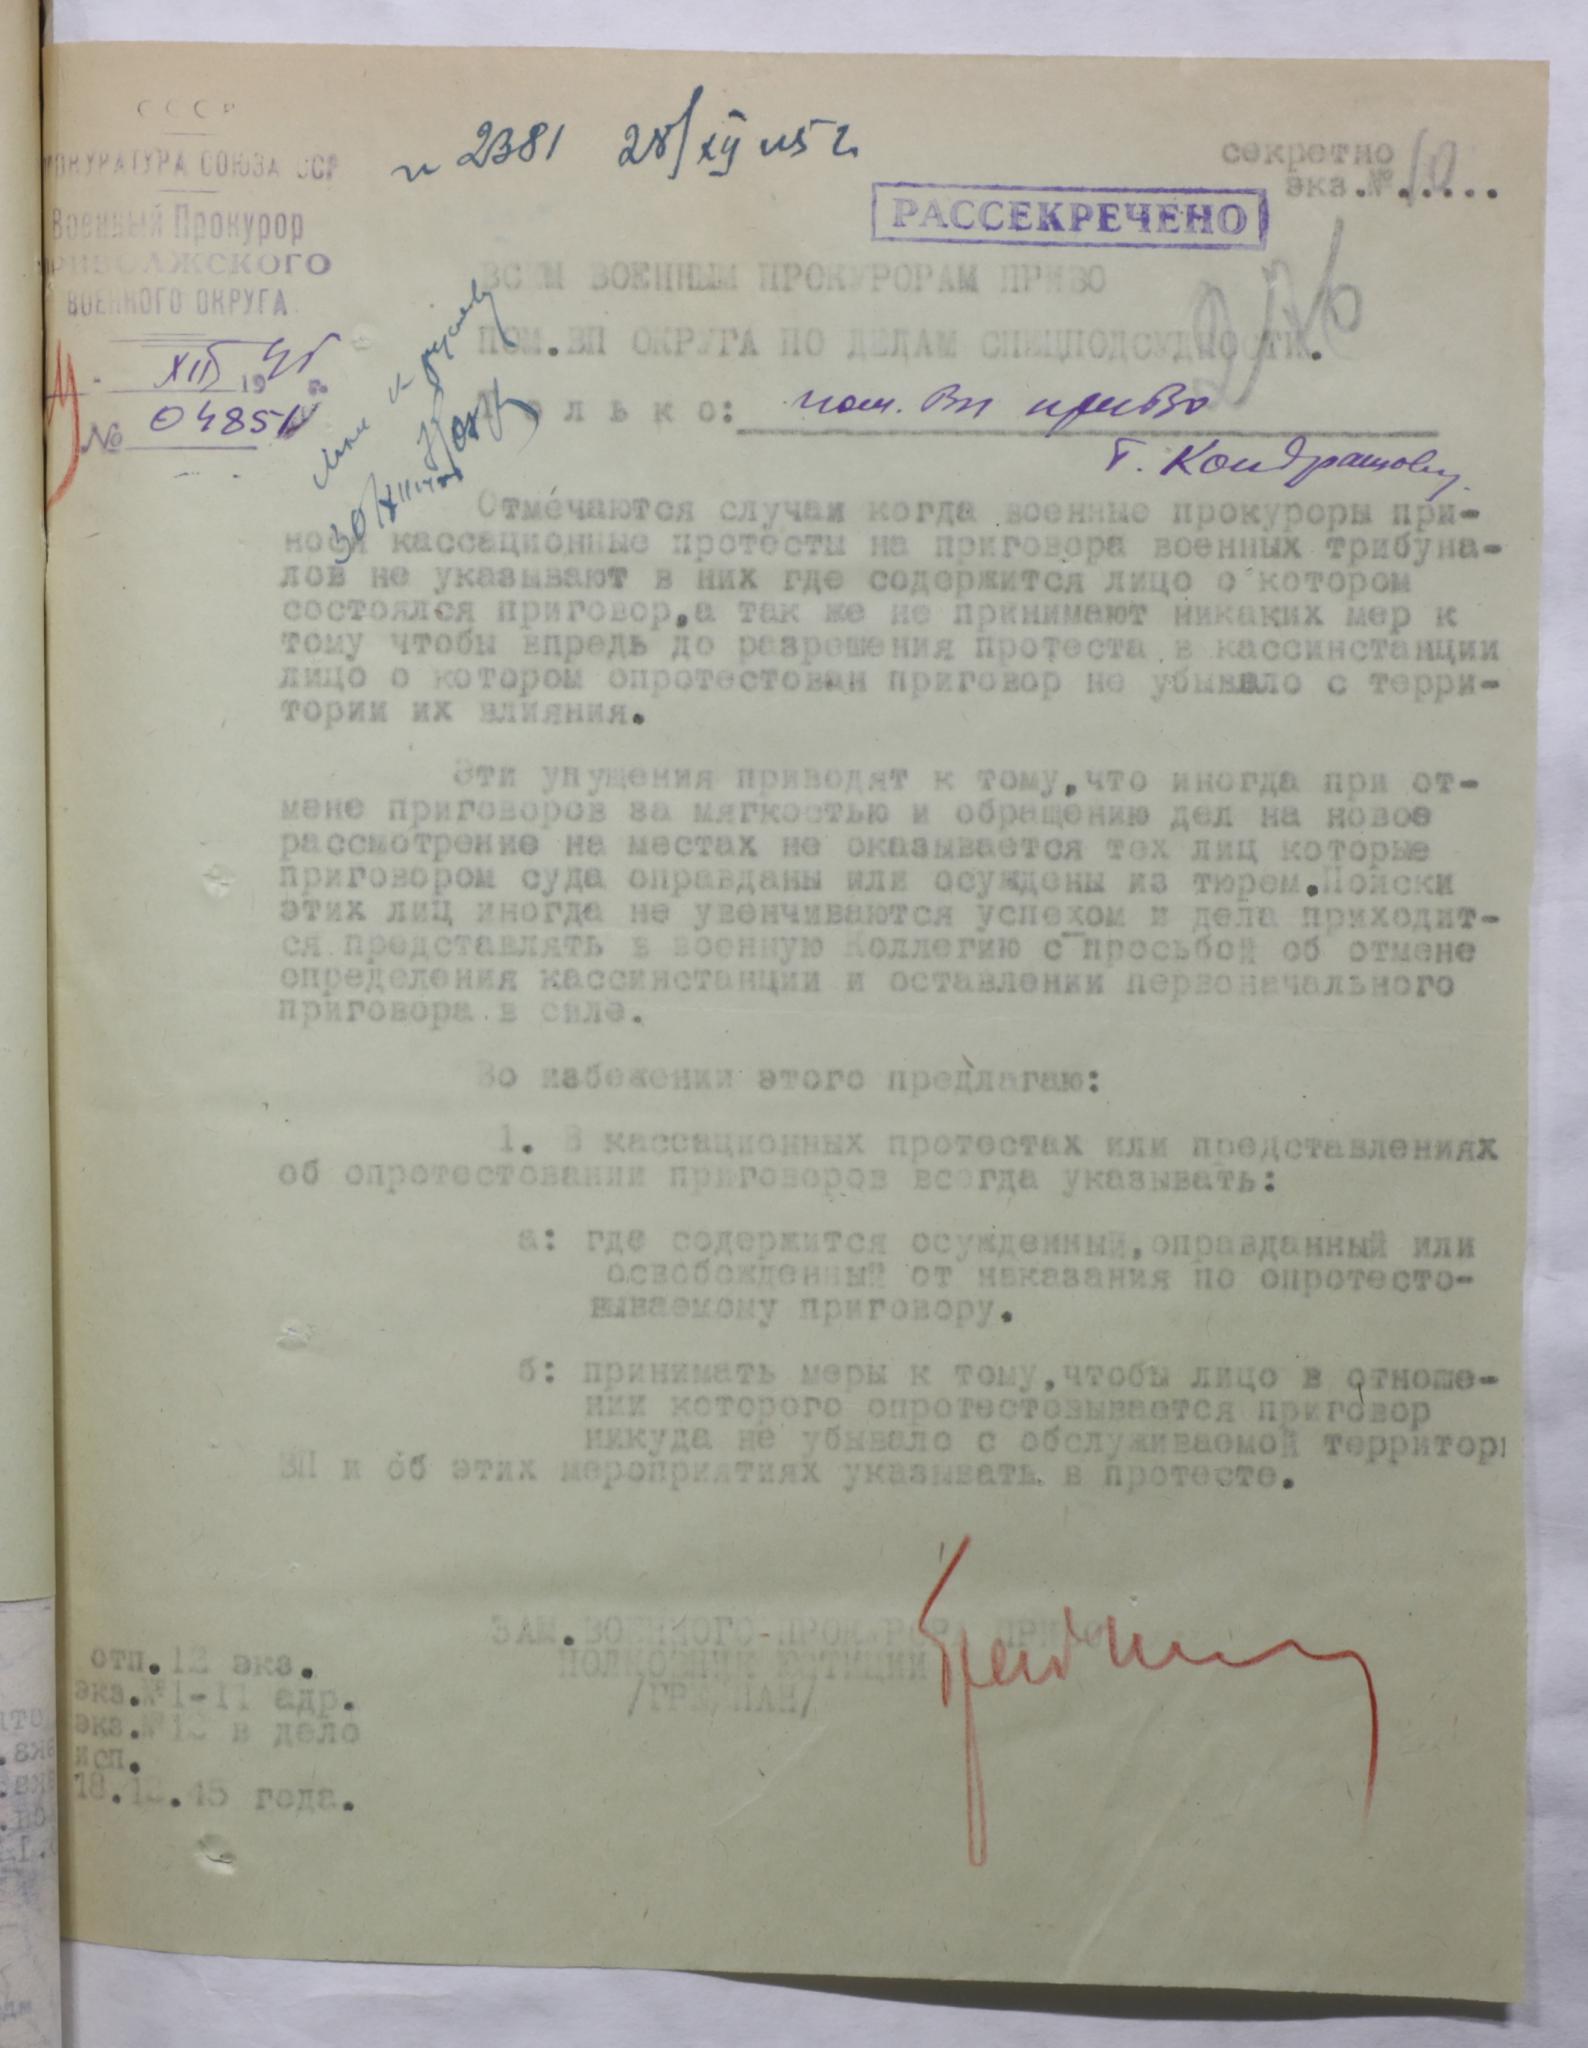 СССР
ПРОКУРАТУРА СОЮЗА ССР
Военный Прокурор
ПРИВОЛЖСКОГО
ВОЕННОГО ОКРУГА
XII 1945 г.
№ 04851
2381 28/XII 45 г.
секретно
экз.№ 10.....
РАССЕКРЕЧЕНО
ВСЕМ ВОЕННЫМ ПРОКУРОРАМ ПРИВО
ПОМ.ВП ОКРУГА ПО ДЕЛАМ СПЕЦПОДСУДНОСТИ.
Только: пом. ВП приво
т. Кондрашову.
30/XII
Отмечаются случаи когда военные прокуроры при-
нося кассационные протесты на приговора военных трибуна-
лов не указывают в них где содержится лицо о котором
состоялся приговор,а так же не принимают никаких мер к
тому чтобы впредь до разрешения протеста в кассинстанции
лицо о котором опротестован приговор не убывало с терри-
тории их влияния.
Эти упущения приводят к тому,что иногда при от-
мене приговоров за мягкостью и обращению дел на новое
рассмотрение на местах не оказывается тех лиц которые
приговором суда оправданы или осуждены из тюрем.Поиски
этих лиц иногда не увенчиваются успехом и дела приходит-
ся представлять в военную Коллегию с просьбой об отмене
определения кассинстанции и оставлении первоначального
приговора в силе.
Во избежении этого предлагаю:
1. В кассационных протестах или представлениях
об опротестовании приговоров всегда указывать:
а: где содержится осужденный,оправданный или
освобожденный от наказания по опротесто-
вываемому приговору.
б: принимать меры к тому,чтобы лицо в отноше-
нии которого опротестовывается приговор
никуда не убывало с обслуживаемой территори
ВП и об этих мероприятиях указывать в протесте.
ЗАМ.ВОЕННОГО ПРОКУРОРА ПРИВО
ПОЛКОВНИК ЮСТИЦИИ
отп.12 экз.
экз.№1-11 адр.
экз.№12 в дело
исп.
18.12.45 года.